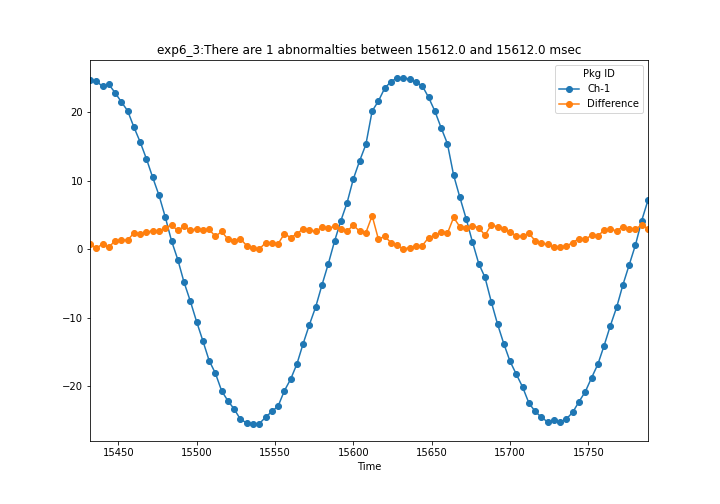 exp6_3:There are 1 abnormalties between 15612.0 and 15612.0 msec
Pkg ID
Ch-1
Difference
20
10
0
−10
−20
15450 15500 15550 15600 15650 15700 15750
Time